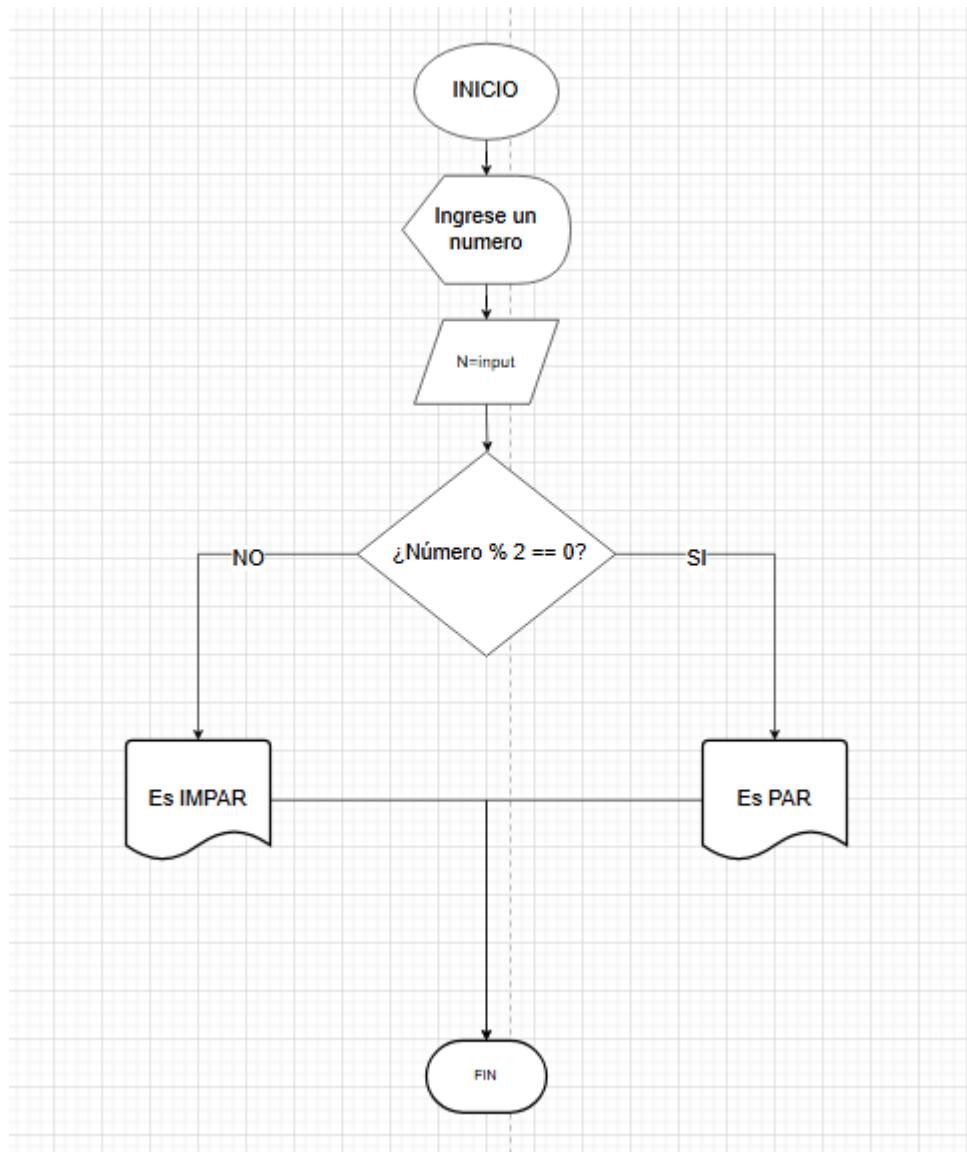 INICIO
Ingrese un
numero
N=input
¿Número % 2 == 0?
NO
SI
Es IMPAR
Es PAR
FIN